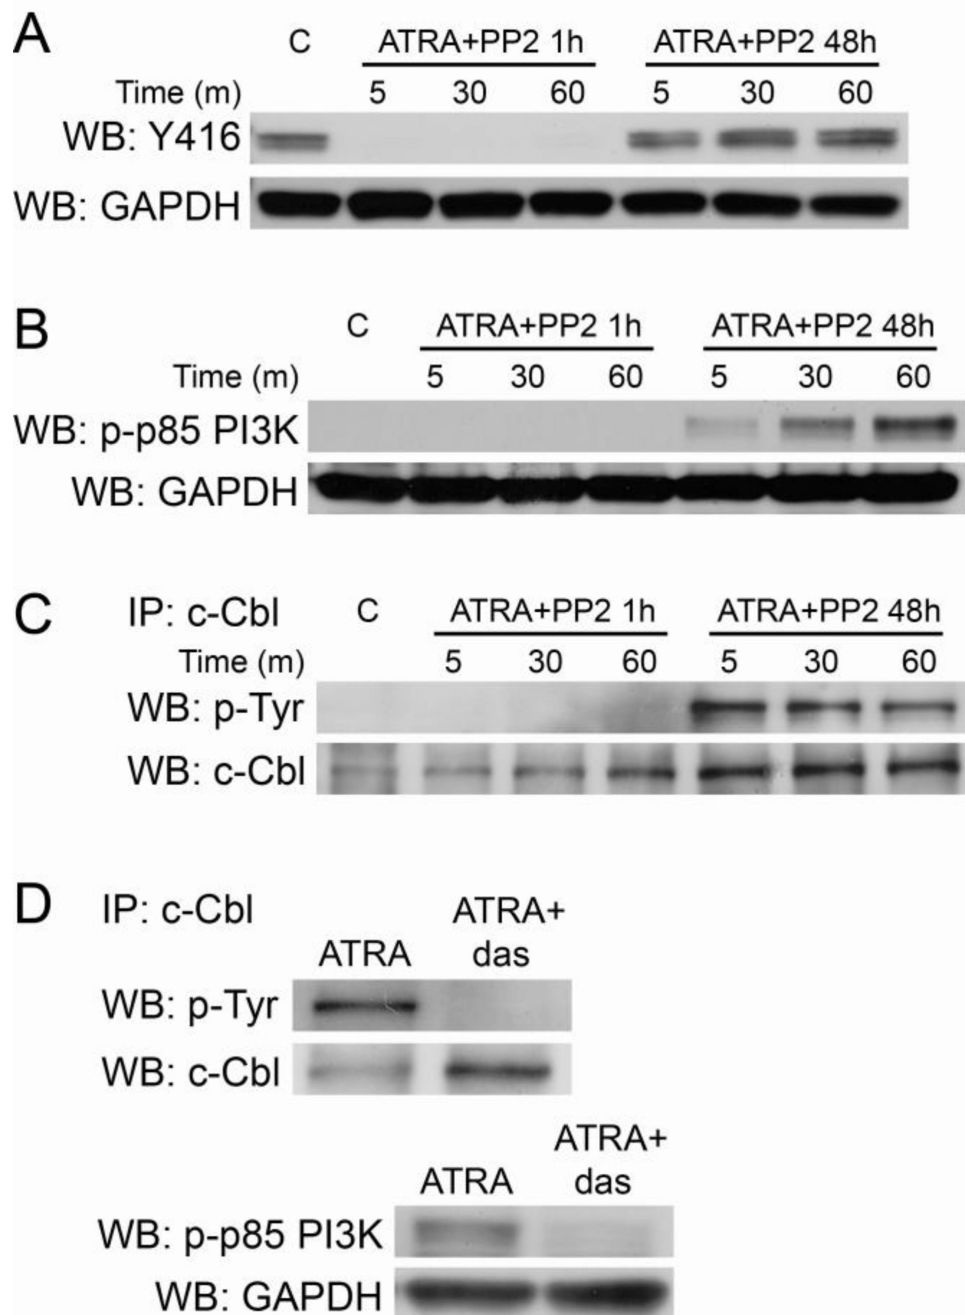 A
C ATRA+PP2 1h ATRA+PP2 48h
Time (m) 5 30 60 5 30 60
WB: Y416
WB: GAPDH
B
C ATRA+PP2 1h ATRA+PP2 48h
Time (m) 5 30 60 5 30 60
WB: p-p85 PI3K
WB: GAPDH
C IP: c-Cbl C ATRA+PP2 1h ATRA+PP2 48h
Time (m) 5 30 60 5 30 60
WB: p-Tyr
WB: c-Cbl
D IP: c-Cbl
ATRA ATRA+
das
WB: p-Tyr
WB: c-Cbl
ATRA ATRA+
das
WB: p-p85 PI3K
WB: GAPDH